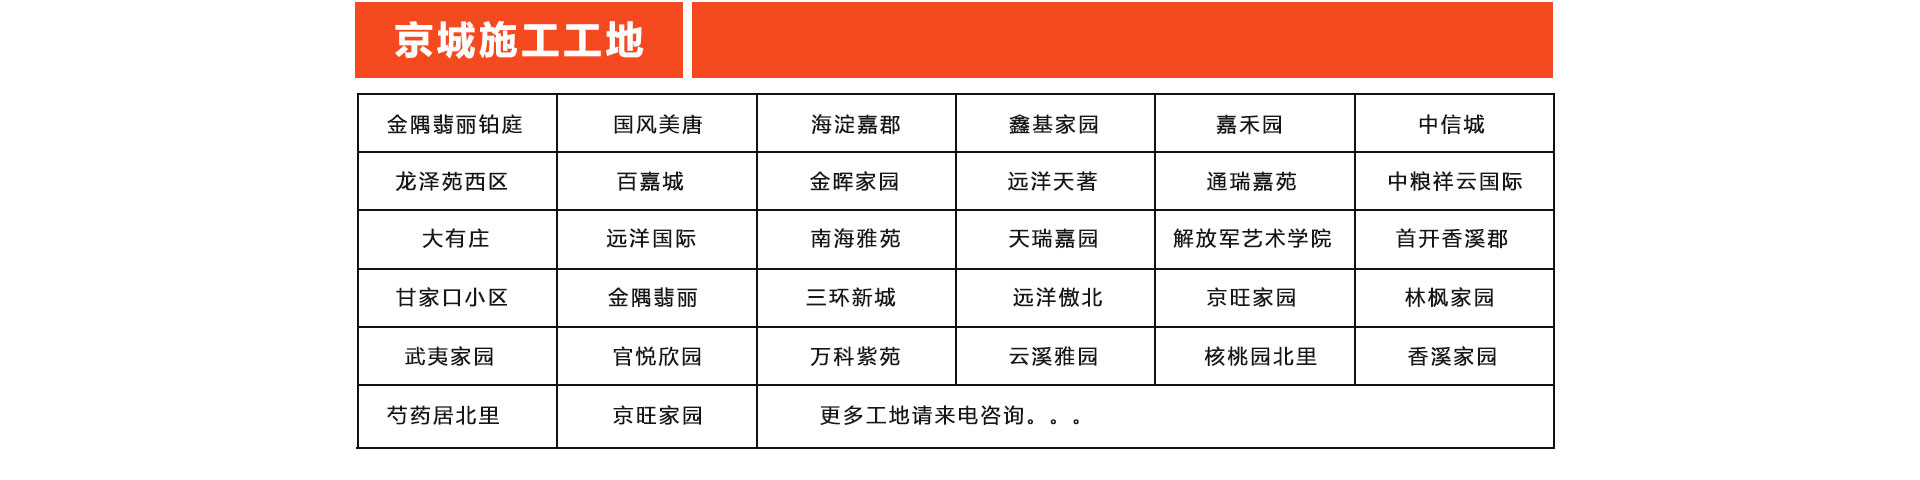 京城施工工地
金隅翡丽铂庭 国风美唐 海淀嘉郡 鑫基家园 嘉禾园 中信城
龙泽苑西区 百嘉城 金晖家园 远洋天著 通瑞嘉苑 中粮祥云国际
大有庄 远洋国际 南海雅苑 天瑞嘉园 解放军艺术学院 首开香溪郡
甘家口小区 金隅翡丽 三环新城 远洋傲北 京旺家园 林枫家园
武夷家园 官悦欣园 万科紫苑 云溪雅园 核桃园北里 香溪家园
芍药居北里 京旺家园 更多工地请来电咨询。。。